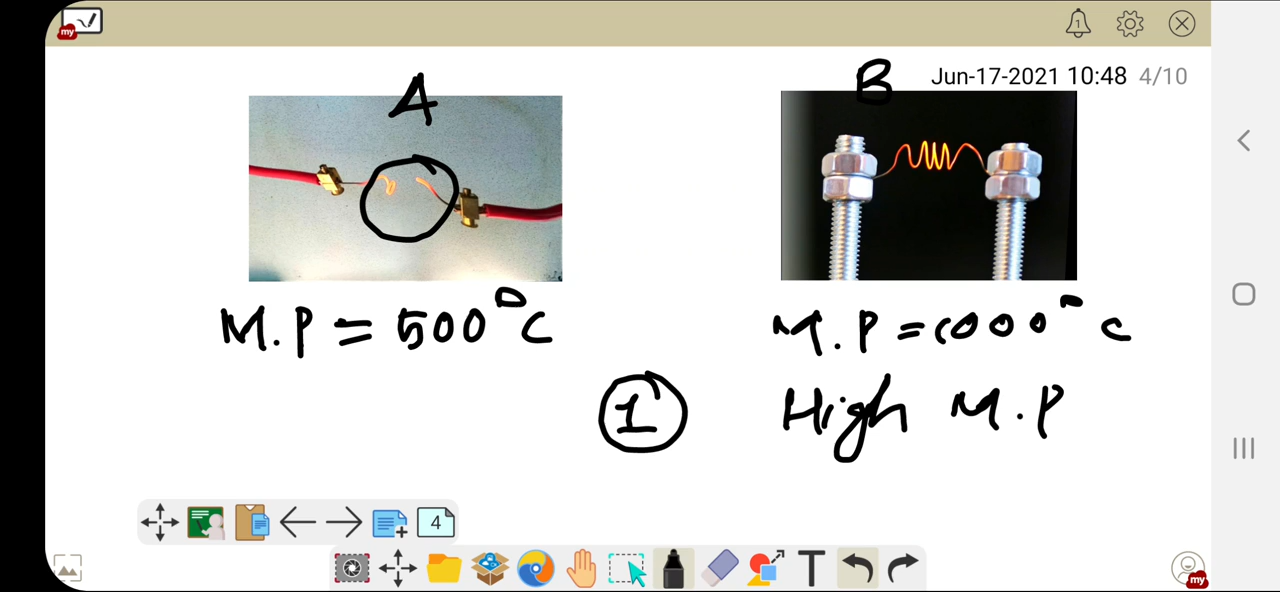 Jun-17-2021 10:48 4/10
A
B
M.P = 500°C
M.P = 1000°C
1
High M.P
4